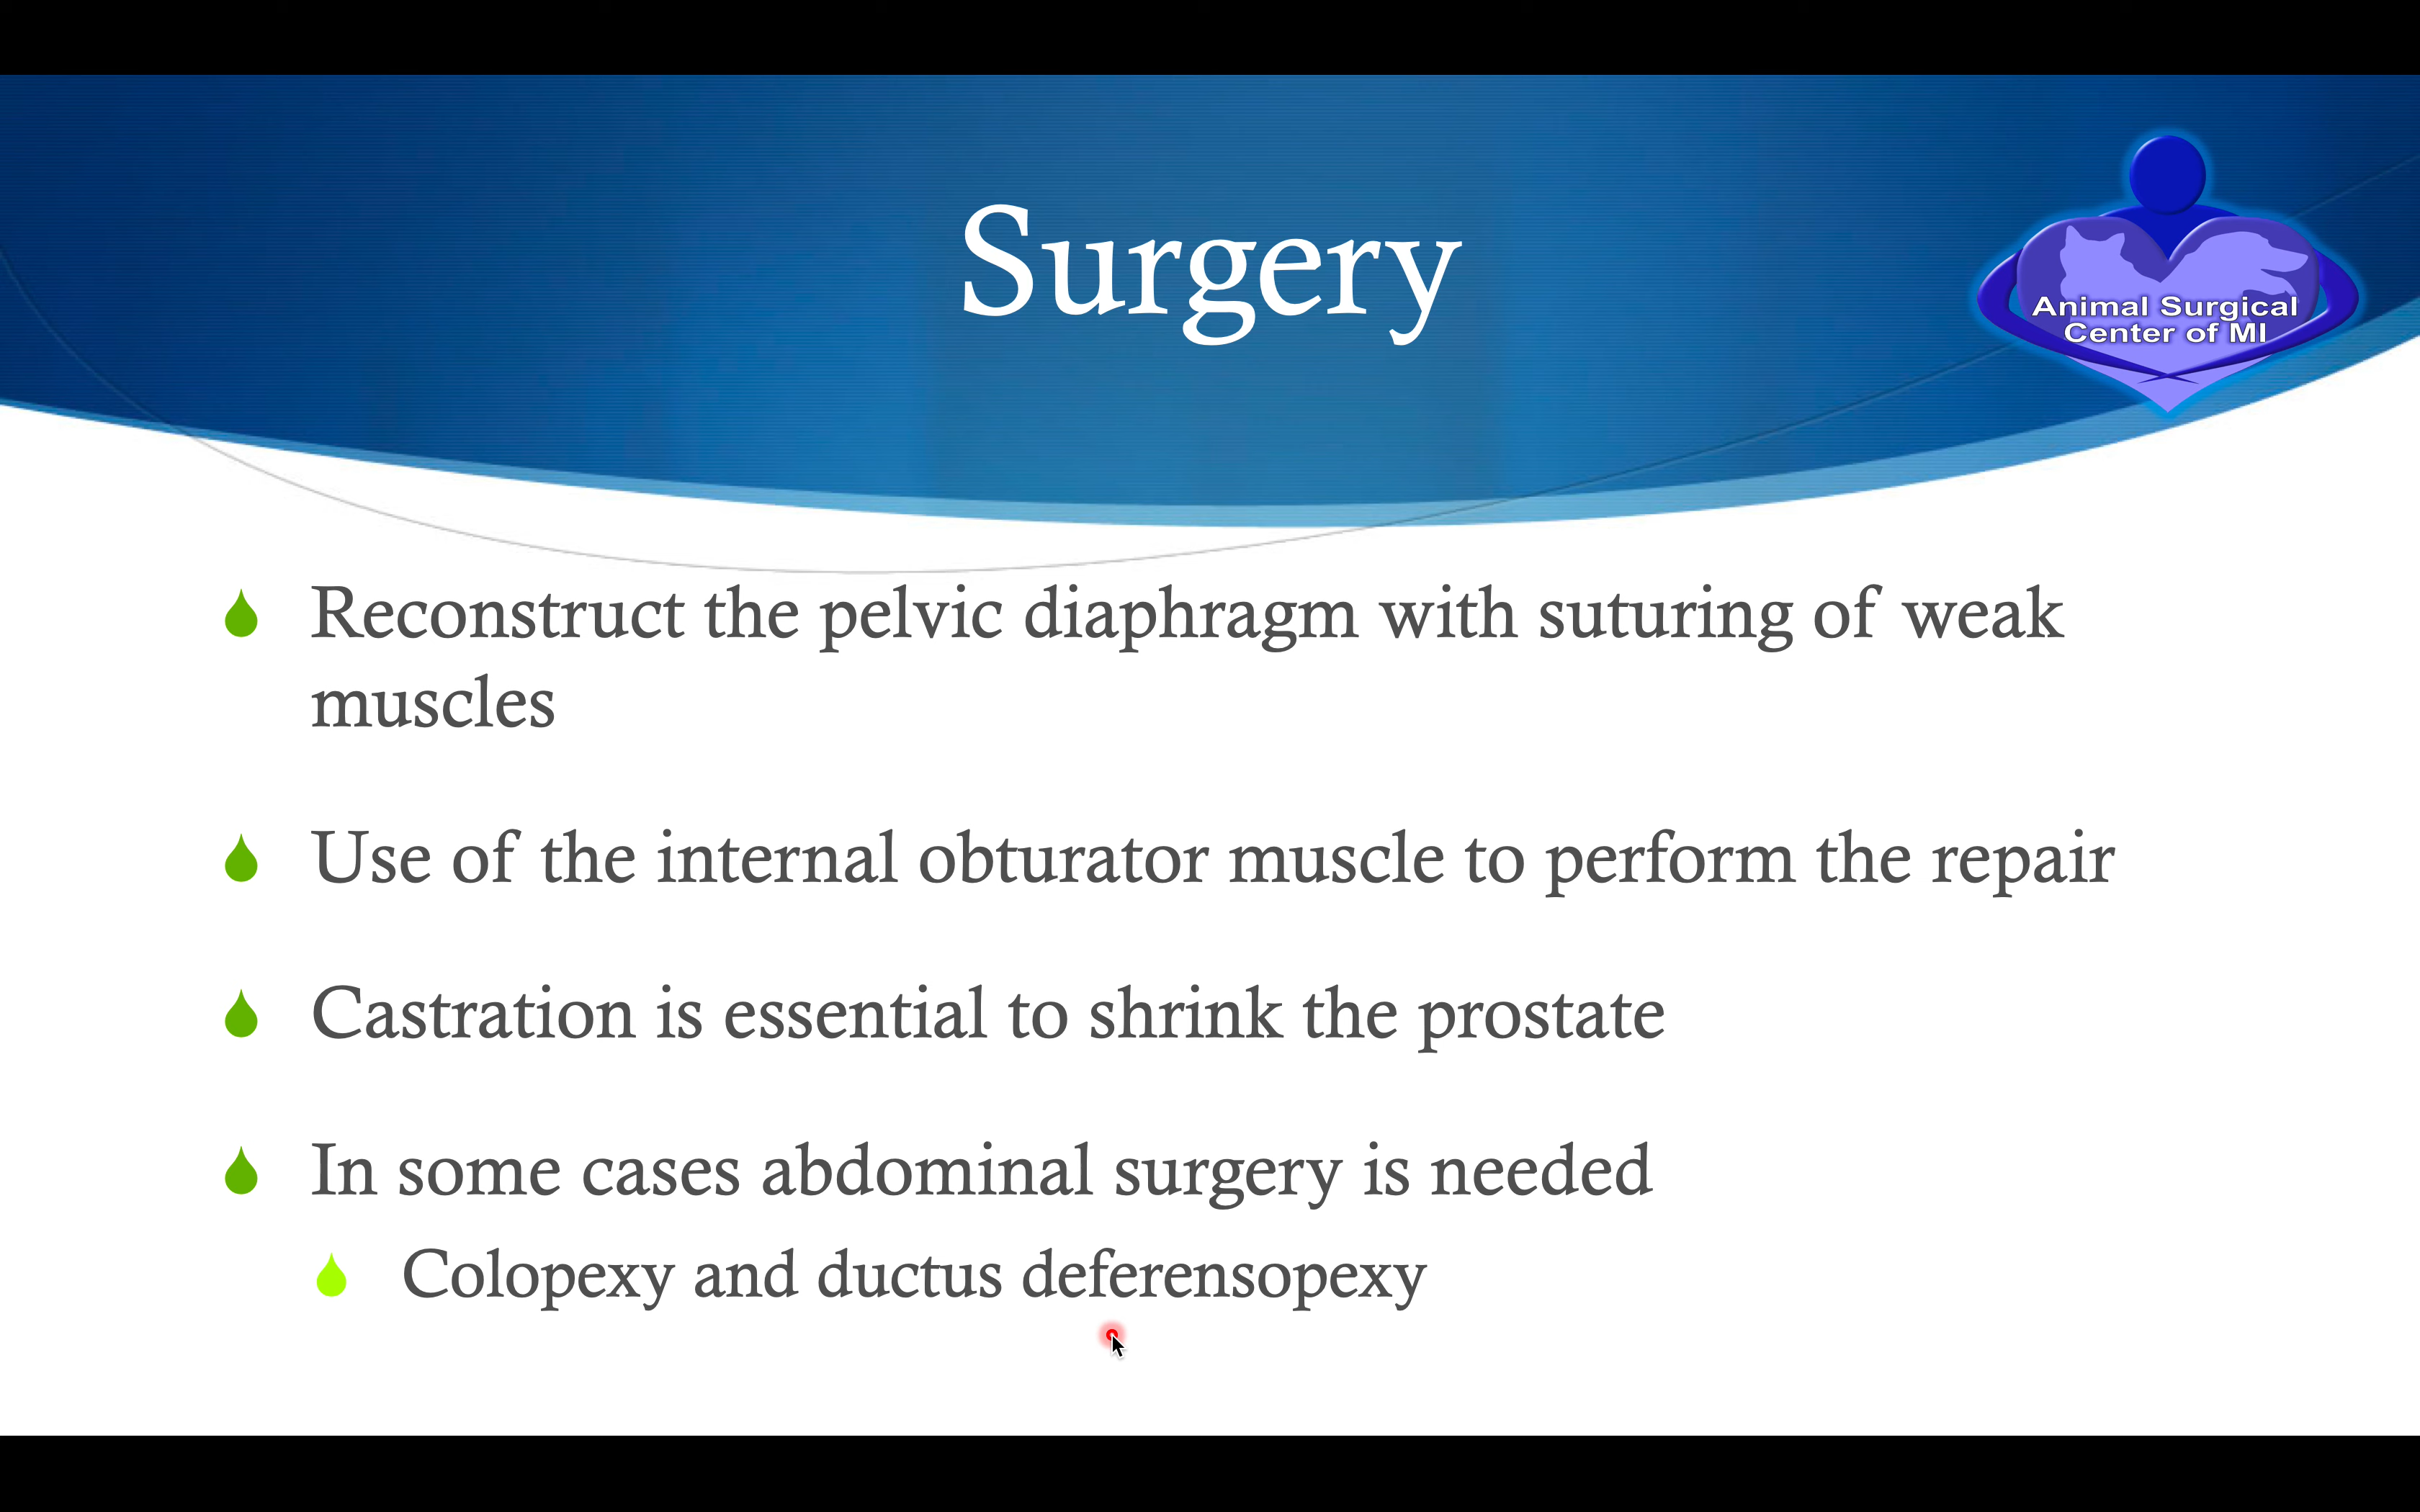 Surgery
Animal Surgical
Center of MI
Reconstruct the pelvic diaphragm with suturing of weak
muscles
Use of the internal obturator muscle to perform the repair
Castration is essential to shrink the prostate
In some cases abdominal surgery is needed
Colopexy and ductus deferensopexy